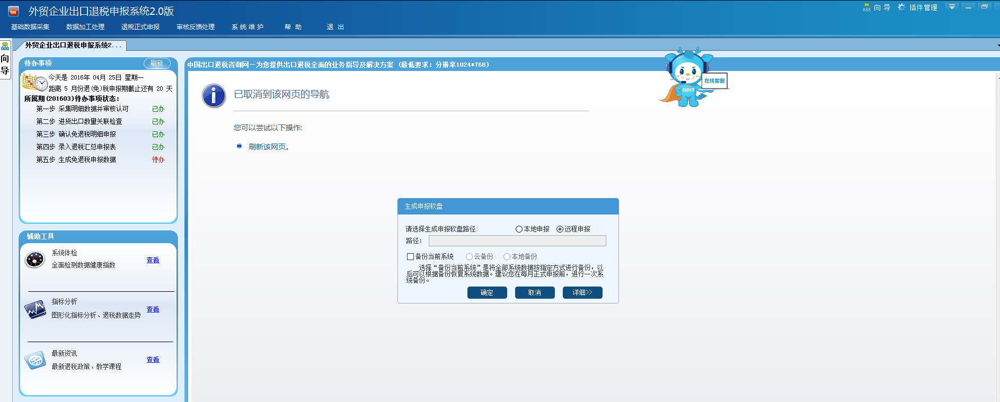 外贸企业出口退税申报系统2.0版
向 导 插件管理
基础数据采集 数据加工处理 退税正式申报 审核反馈处理 系 统 维 护 帮 助 退 出
向导
外贸企业出口退税申报系统2...
待办事项 刷新
今天是 2016年 04月 25日 星期一
距离 5 月份退(免)税申报期截止还有 20 天
所属期(201603)待办事项状态:
第一步 采集明细数据并审核认可 已办
第二步 进货出口数量关联检查 已办
第三步 确认免退税明细申报 已办
第四步 录入退税汇总申报表 已办
第五步 生成免退税申报数据 待办
辅助工具
系统体检
全面检测数据健康指数 查看
指标分析
图形化指标分析、退税数据走势 查看
最新资讯
最新退税政策、教学课程 查看
中国出口退税咨询网—为您提供出口退税全面的业务指导及解决方案 (最低要求: 分辨率1024*768)
在线客服
DDIT
已取消到该网页的导航
您可以尝试以下操作:
刷新该网页。
生成申报软盘
请选择生成申报软盘路径: 本地申报 远程申报
路径:
备份当前系统 云备份 本地备份
选择“备份当前系统”是将全部系统数据按指定方式进行备份，以
后可以根据备份恢复系统数据。建议您在每月正式申报前，进行一次系
统备份。
确定 取消 详细>>